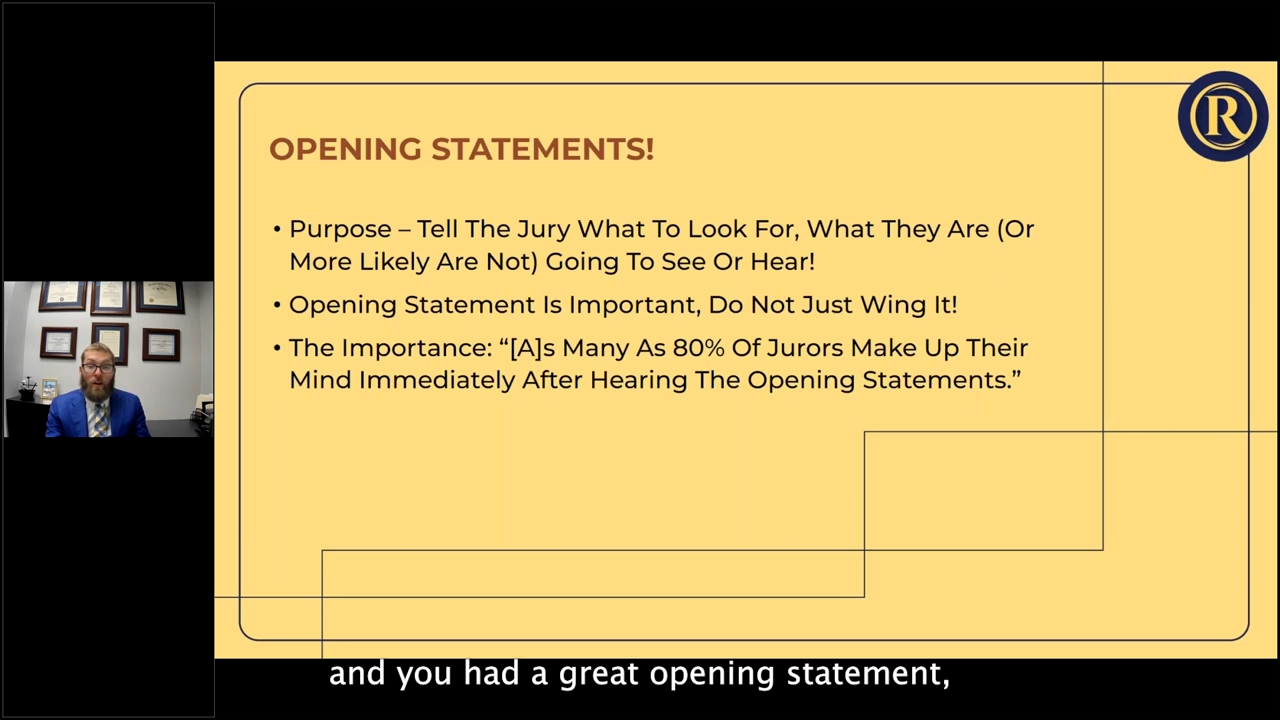 R
OPENING STATEMENTS!
• Purpose – Tell The Jury What To Look For, What They Are (Or
More Likely Are Not) Going To See Or Hear!
• Opening Statement Is Important, Do Not Just Wing It!
• The Importance: “[A]s Many As 80% Of Jurors Make Up Their
Mind Immediately After Hearing The Opening Statements.”
and you had a great opening statement,